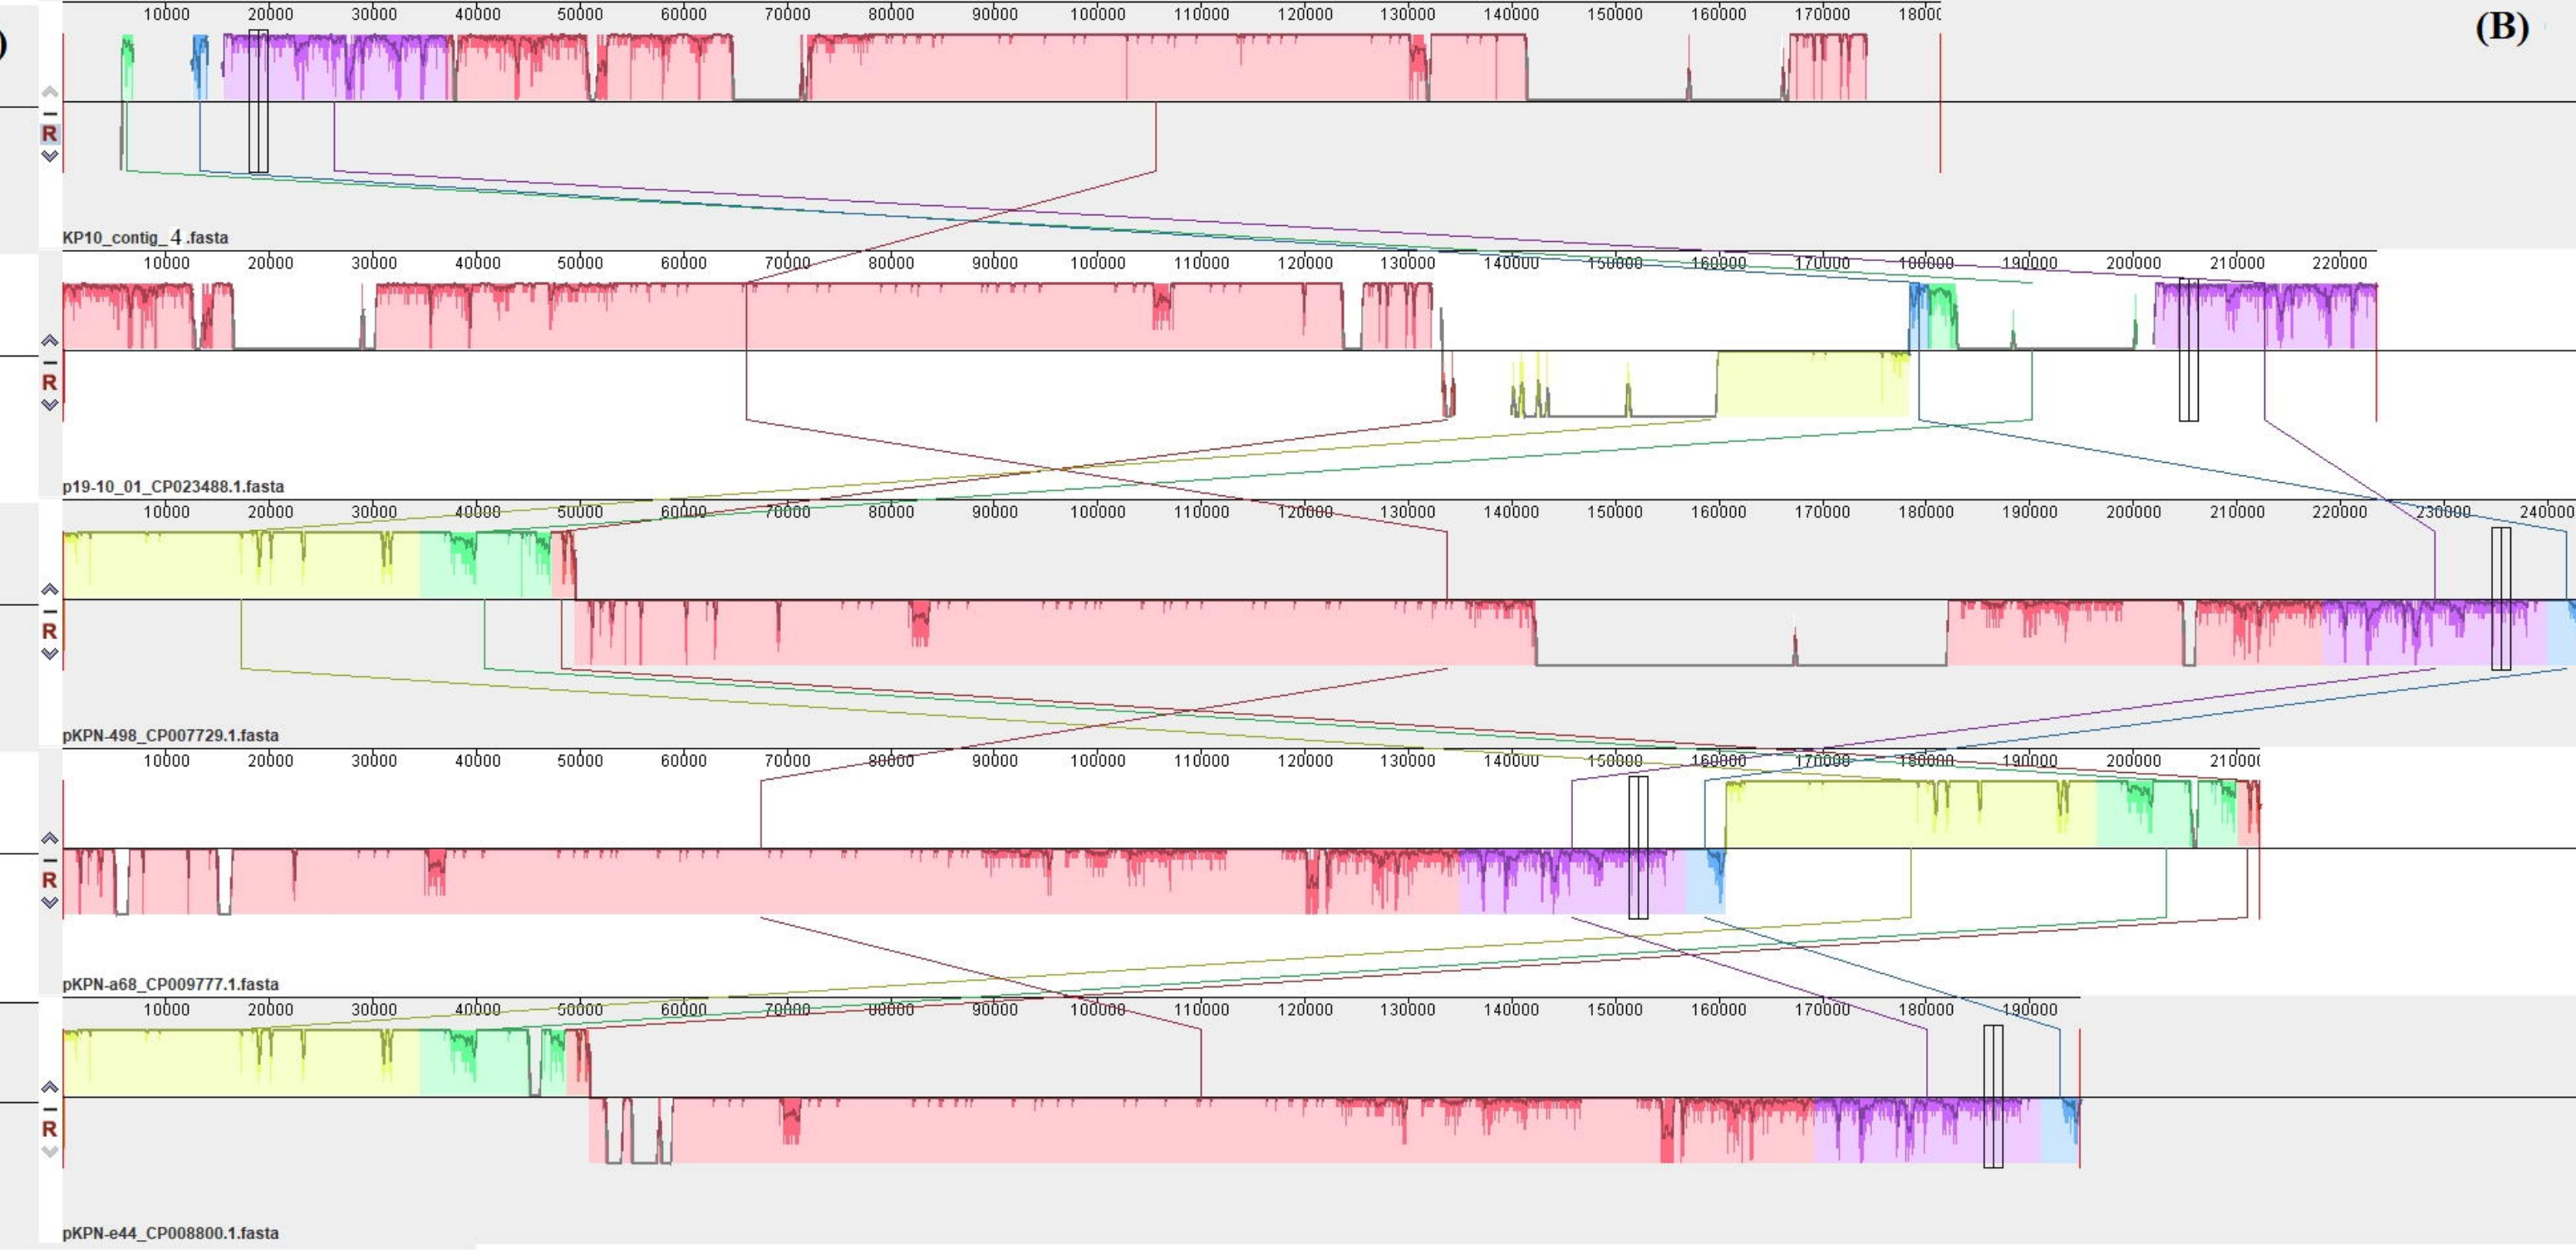 10000 20000 30000 40000 50000 60000 70000 80000 90000 100000 110000 120000 130000 140000 150000 160000 170000 18000
(B)
)
R
KP10_contig_4.fasta
10000 20000 30000 40000 50000 60000 70000 80000 90000 100000 110000 120000 130000 140000 150000 160000 170000 180000 190000 200000 210000 220000
R
p19-10_01_CP023488.1.fasta
10000 20000 30000 40000 50000 60000 70000 80000 90000 100000 110000 120000 130000 140000 150000 160000 170000 180000 190000 200000 210000 220000 230000 240000
R
pKPN-498_CP007729.1.fasta
10000 20000 30000 40000 50000 60000 70000 80000 90000 100000 110000 120000 130000 140000 150000 160000 170000 180000 190000 200000 21000
R
pKPN-a68_CP009777.1.fasta
10000 20000 30000 40000 50000 60000 70000 80000 90000 100000 110000 120000 130000 140000 150000 160000 170000 180000 190000
R
pKPN-e44_CP008800.1.fasta